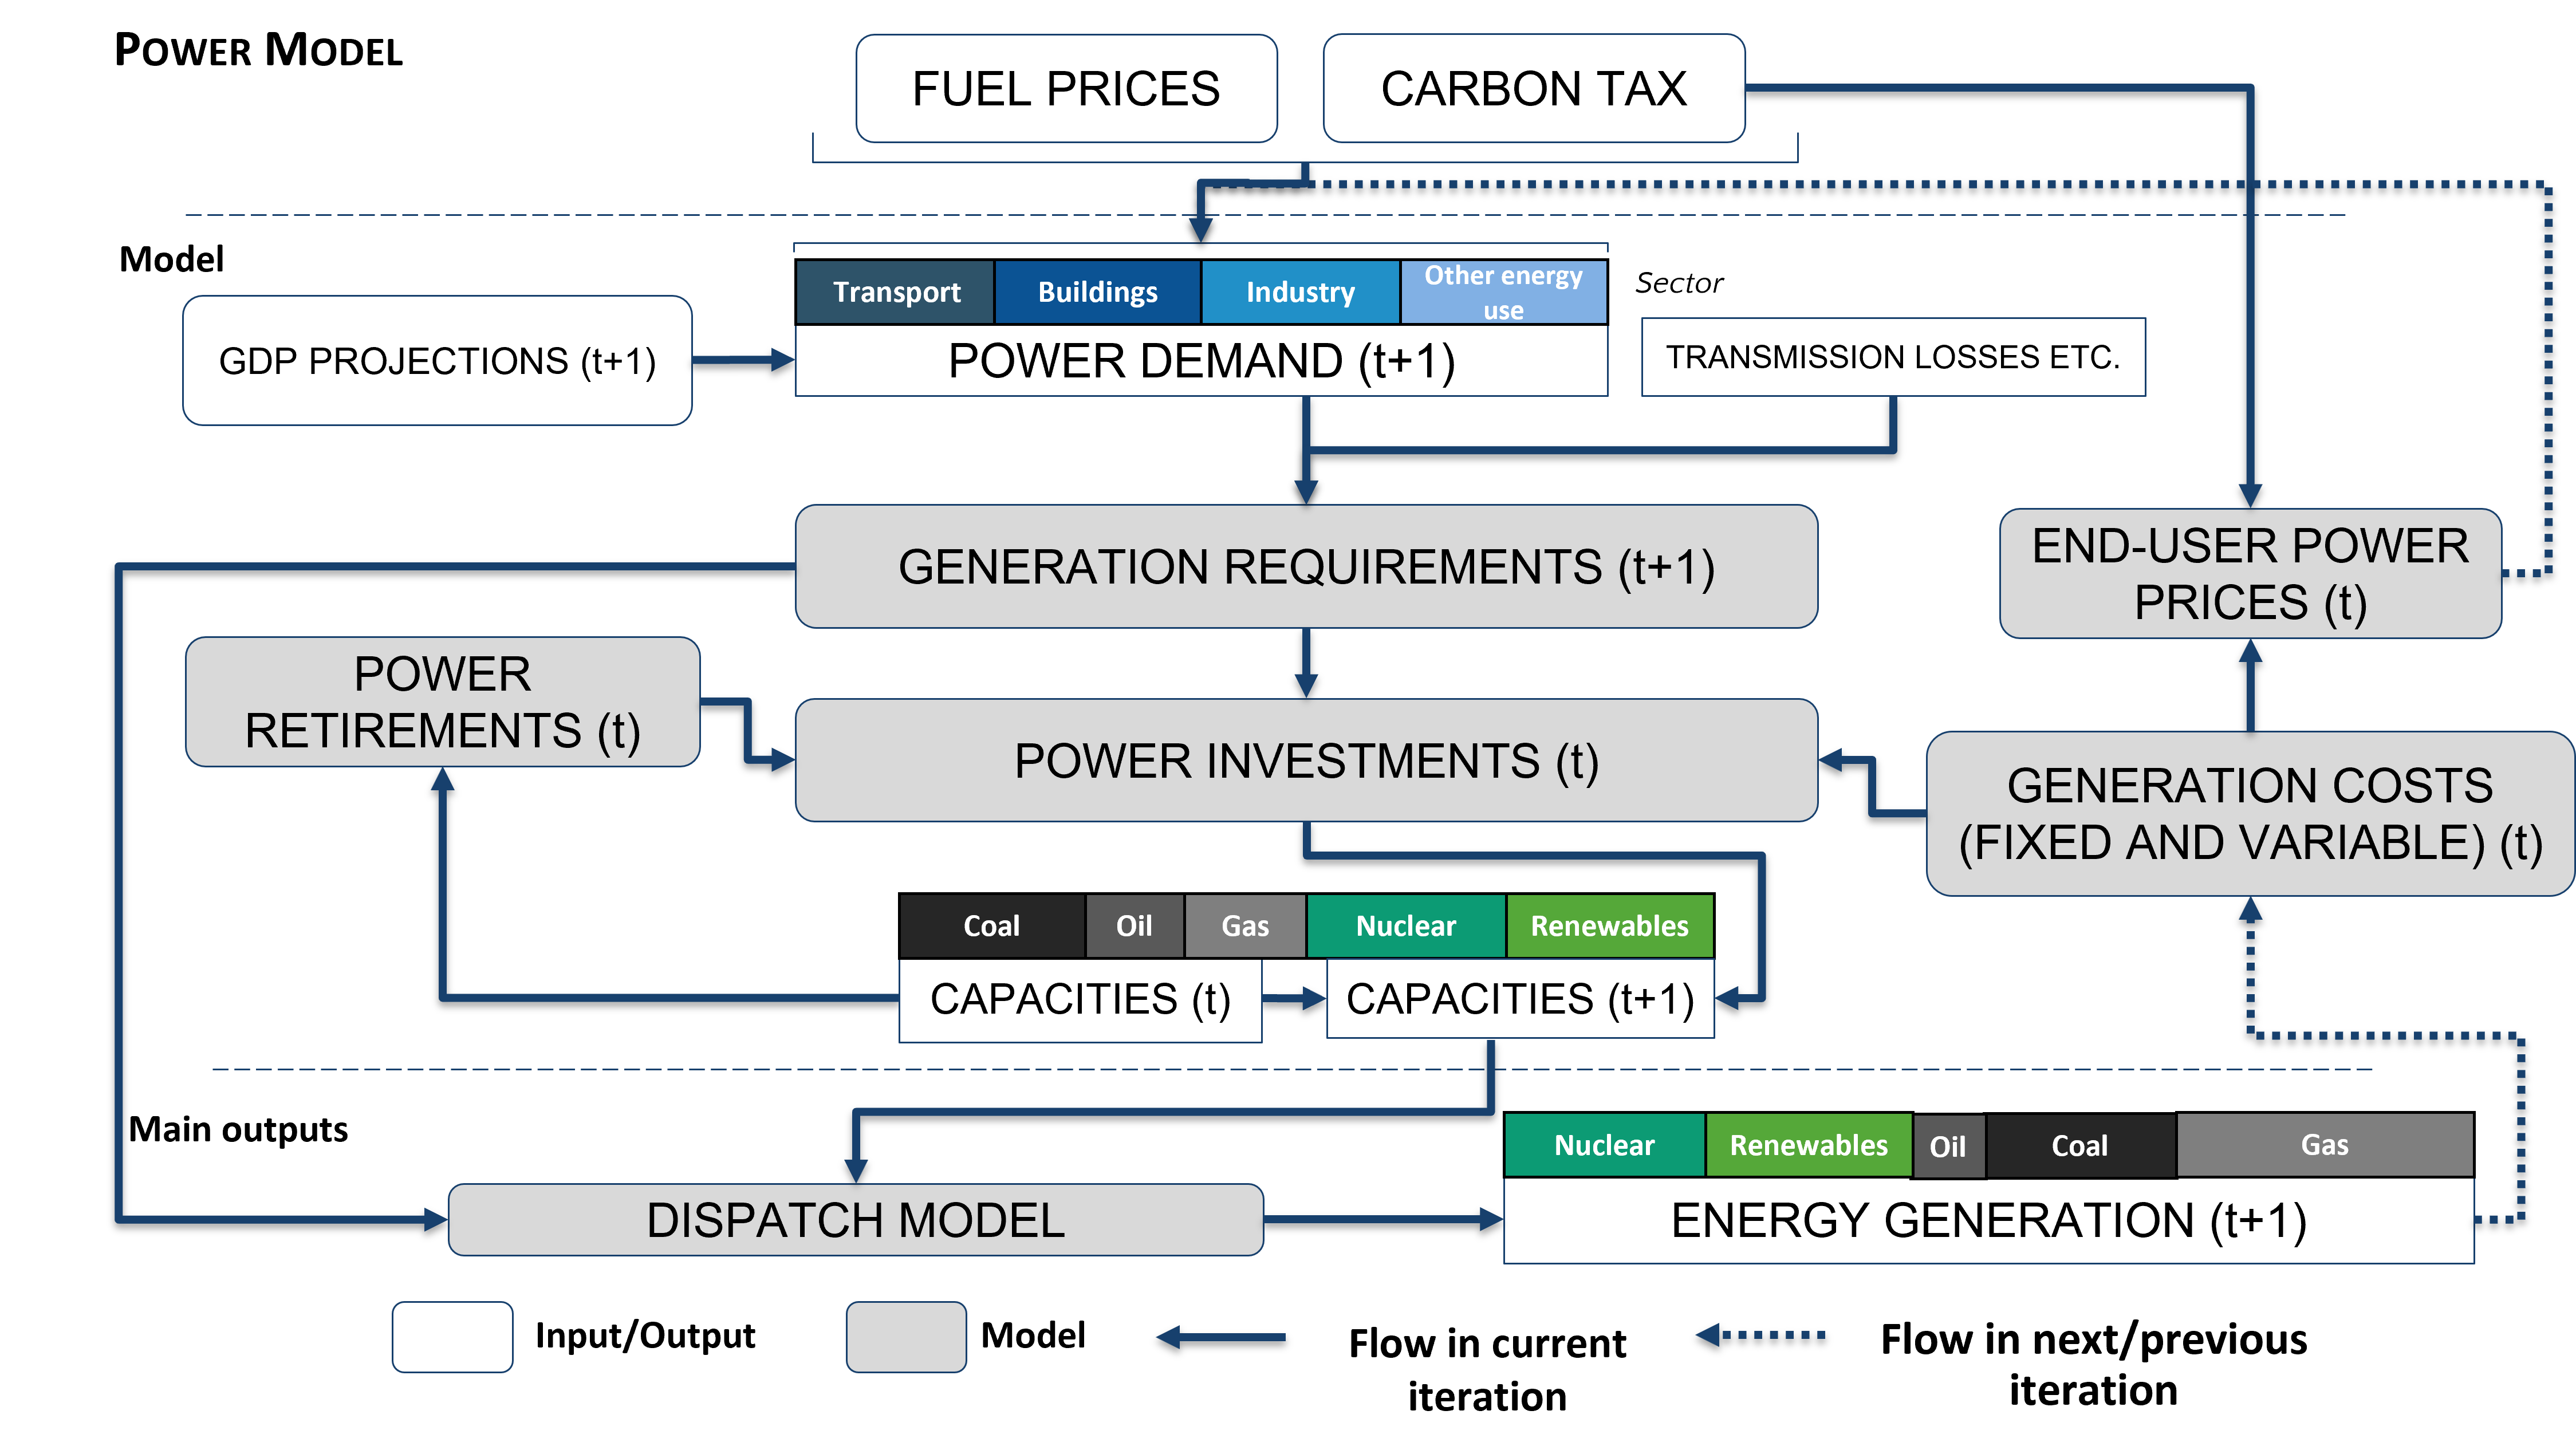 POWER MODEL
FUEL PRICES
CARBON TAX
Model
Transport
Buildings
Industry
Other energy
use
Sector
GDP PROJECTIONS (t+1)
POWER DEMAND (t+1)
TRANSMISSION LOSSES ETC.
GENERATION REQUIREMENTS (t+1)
END-USER POWER
PRICES (t)
POWER
RETIREMENTS (t)
POWER INVESTMENTS (t)
GENERATION COSTS
(FIXED AND VARIABLE) (t)
Coal
Oil
Gas
Nuclear
Renewables
CAPACITIES (t)
CAPACITIES (t+1)
Main outputs
Nuclear
Renewables
Oil
Coal
Gas
DISPATCH MODEL
ENERGY GENERATION (t+1)
Input/Output
Model
Flow in current
iteration
Flow in next/previous
iteration